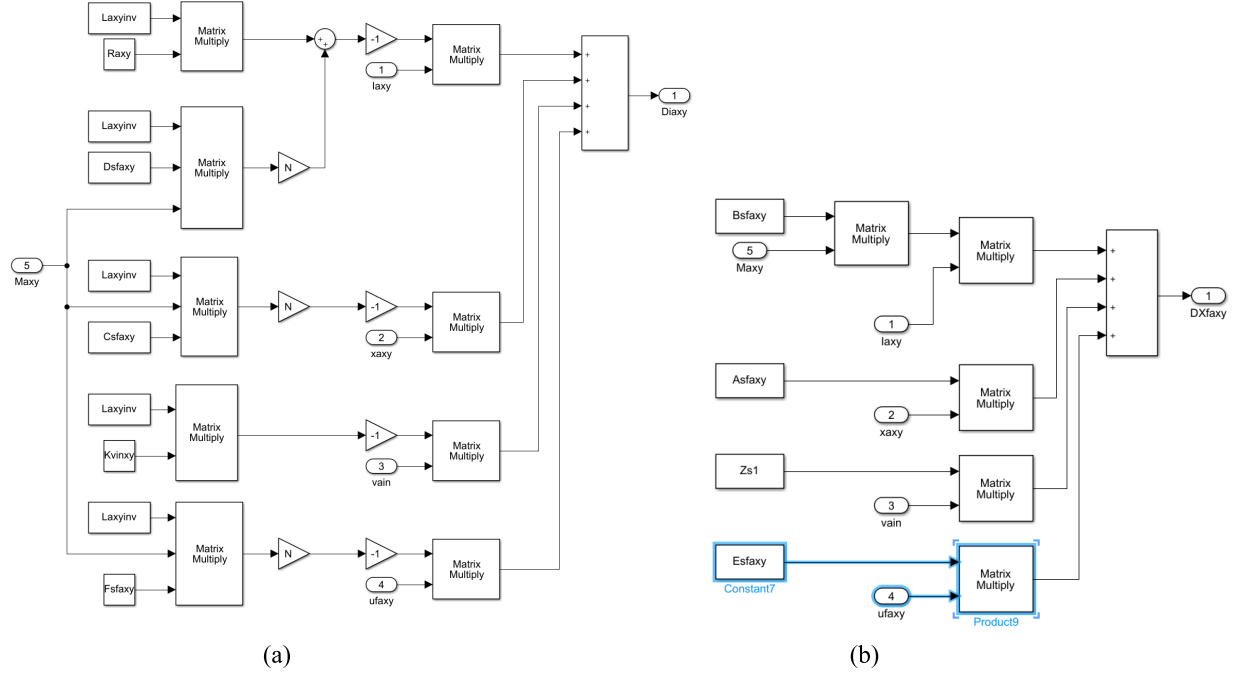 Laxyinv
Raxy
Matrix
Multiply
+
+
-1
1
Iaxy
Matrix
Multiply
+
+
+
+
1
Diaxy
Laxyinv
Dsfaxy
Matrix
Multiply
N
5
Maxy
Laxyinv
Csfaxy
Matrix
Multiply
N
-1
2
xaxy
Matrix
Multiply
Laxyinv
Kvinxy
Matrix
Multiply
-1
3
vain
Matrix
Multiply
Laxyinv
Fsfaxy
Matrix
Multiply
N
-1
4
ufaxy
Matrix
Multiply
(a)
Bsfaxy
5
Maxy
Matrix
Multiply
1
Iaxy
Matrix
Multiply
+
+
+
+
1
DXfaxy
Asfaxy
2
xaxy
Matrix
Multiply
Zs1
3
vain
Matrix
Multiply
Esfaxy
Constant7
4
ufaxy
Matrix
Multiply
Product9
(b)